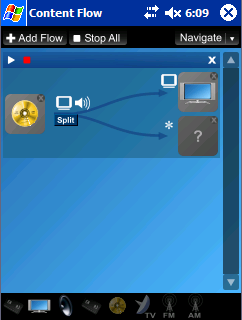 Content Flow 6:09
Add Flow Stop All Navigate
x
Split
?
TV FM AM